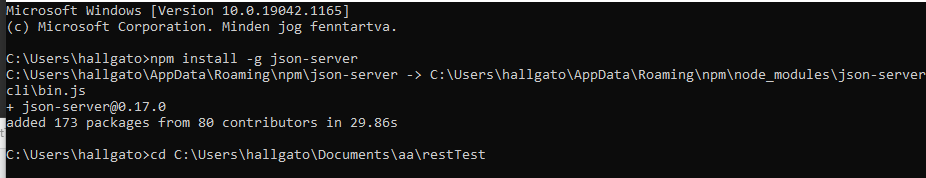 Microsoft Windows [Version 10.0.19042.1165]
(c) Microsoft Corporation. Minden jog fenntartva.
C:\Users\hallgato>npm install -g json-server
C:\Users\hallgato\AppData\Roaming\npm\json-server -> C:\Users\hallgato\AppData\Roaming\npm\node_modules\json-server
cli\bin.js
+ json-server@0.17.0
added 173 packages from 80 contributors in 29.86s
C:\Users\hallgato>cd C:\Users\hallgato\Documents\aa\restTest